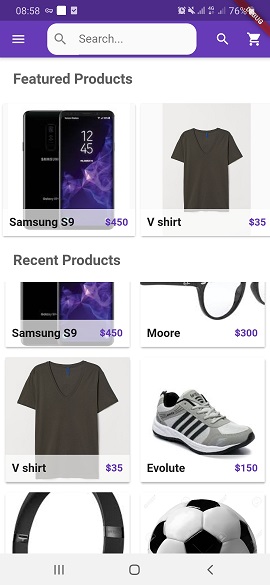 08:58
76%
Search...
Featured Products
Samsung S9 $450
V shirt $35
12
45
Recent Products
Samsung S9 $450
Moore $300
V shirt $35
Evolute $150